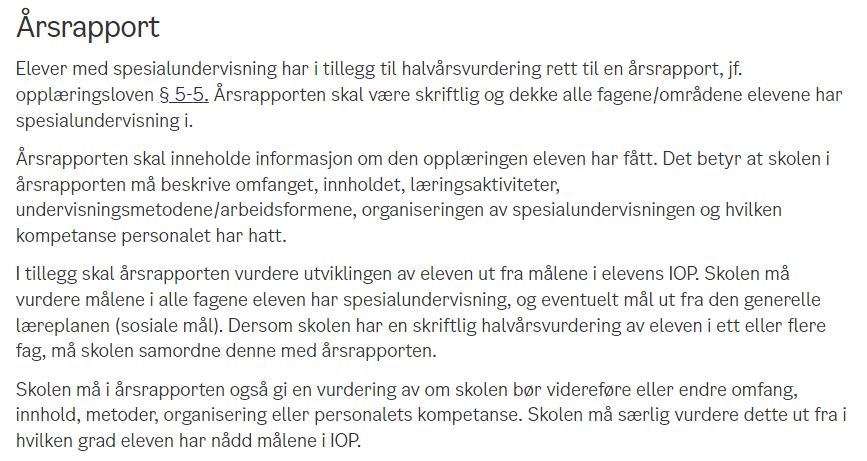 Årsrapport
Elever med spesialundervisning har i tillegg til halvårsvurdering rett til en årsrapport, jf.
opplæringsloven § 5-5. Årsrapporten skal være skriftlig og dekke alle fagene/områdene elevene har
spesialundervisning i.
Årsrapporten skal inneholde informasjon om den opplæringen eleven har fått. Det betyr at skolen i
årsrapporten må beskrive omfanget, innholdet, læringsaktiviteter,
undervisningsmetodene/arbeidsformene, organiseringen av spesialundervisningen og hvilken
kompetanse personalet har hatt.
I tillegg skal årsrapporten vurdere utviklingen av eleven ut fra målene i elevens IOP. Skolen må
vurdere målene i alle fagene eleven har spesialundervisning, og eventuelt mål ut fra den generelle
læreplanen (sosiale mål). Dersom skolen har en skriftlig halvårsvurdering av eleven i ett eller flere
fag, må skolen samordne denne med årsrapporten.
Skolen må i årsrapporten også gi en vurdering av om skolen bør videreføre eller endre omfang,
innhold, metoder, organisering eller personalets kompetanse. Skolen må særlig vurdere dette ut fra i
hvilken grad eleven har nådd målene i IOP.